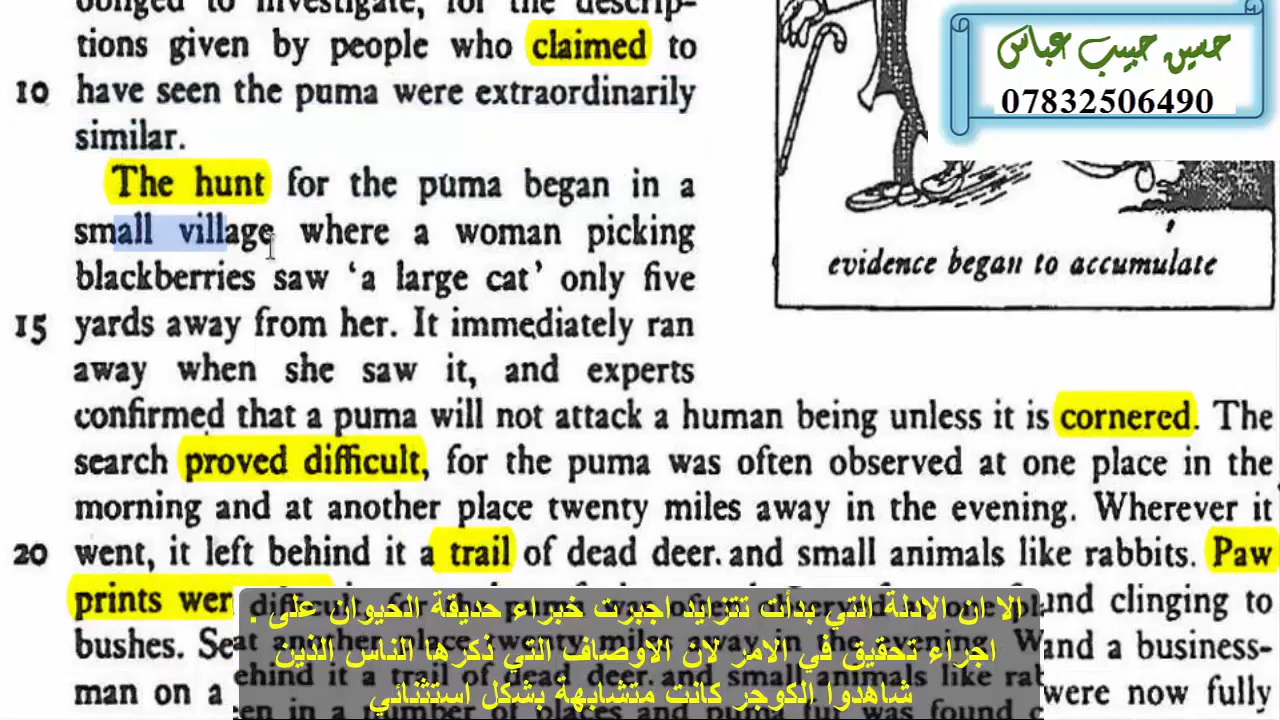 obliged to investigate, for the descrip-
tions given by people who claimed to
10 have seen the puma were extraordinarily
similar.
The hunt for the puma began in a
small village where a woman picking
blackberries saw ‘a large cat’ only five
15 yards away from her. It immediately ran
away when she saw it, and experts
confirmed that a puma will not attack a human being unless it is cornered. The
search proved difficult, for the puma was often observed at one place in the
morning and at another place twenty miles away in the evening. Wherever it
20 went, it left behind it a trail of dead deer.and small animals like rabbits. Paw
prints wer
und clinging to
bushes. Se
and a business-
man on a
were now fully
حسين حبيب عباس
07832506490
evidence began to accumulate
الا ان الادلة التي بدأت تتزايد اجبرت خبراء حديقة الحيوان على .
اجراء تحقيق في الامر لان الاوصاف التي ذكرها الناس الذين
شاهدوا الكوجر كانت متشابهة بشكل استثنائي